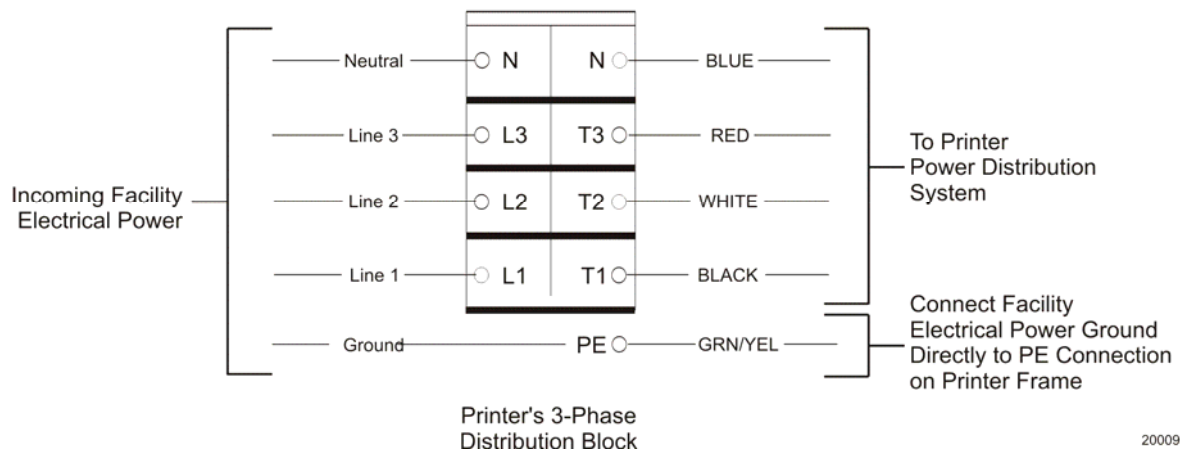 Neutral N N BLUE
Line 3 L3 T3 RED
Line 2 L2 T2 WHITE
Line 1 L1 T1 BLACK
Ground PE GRN/YEL
Incoming Facility
Electrical Power
To Printer
Power Distribution
System
Connect Facility
Electrical Power Ground
Directly to PE Connection
on Printer Frame
Printer's 3-Phase
Distribution Block
20009